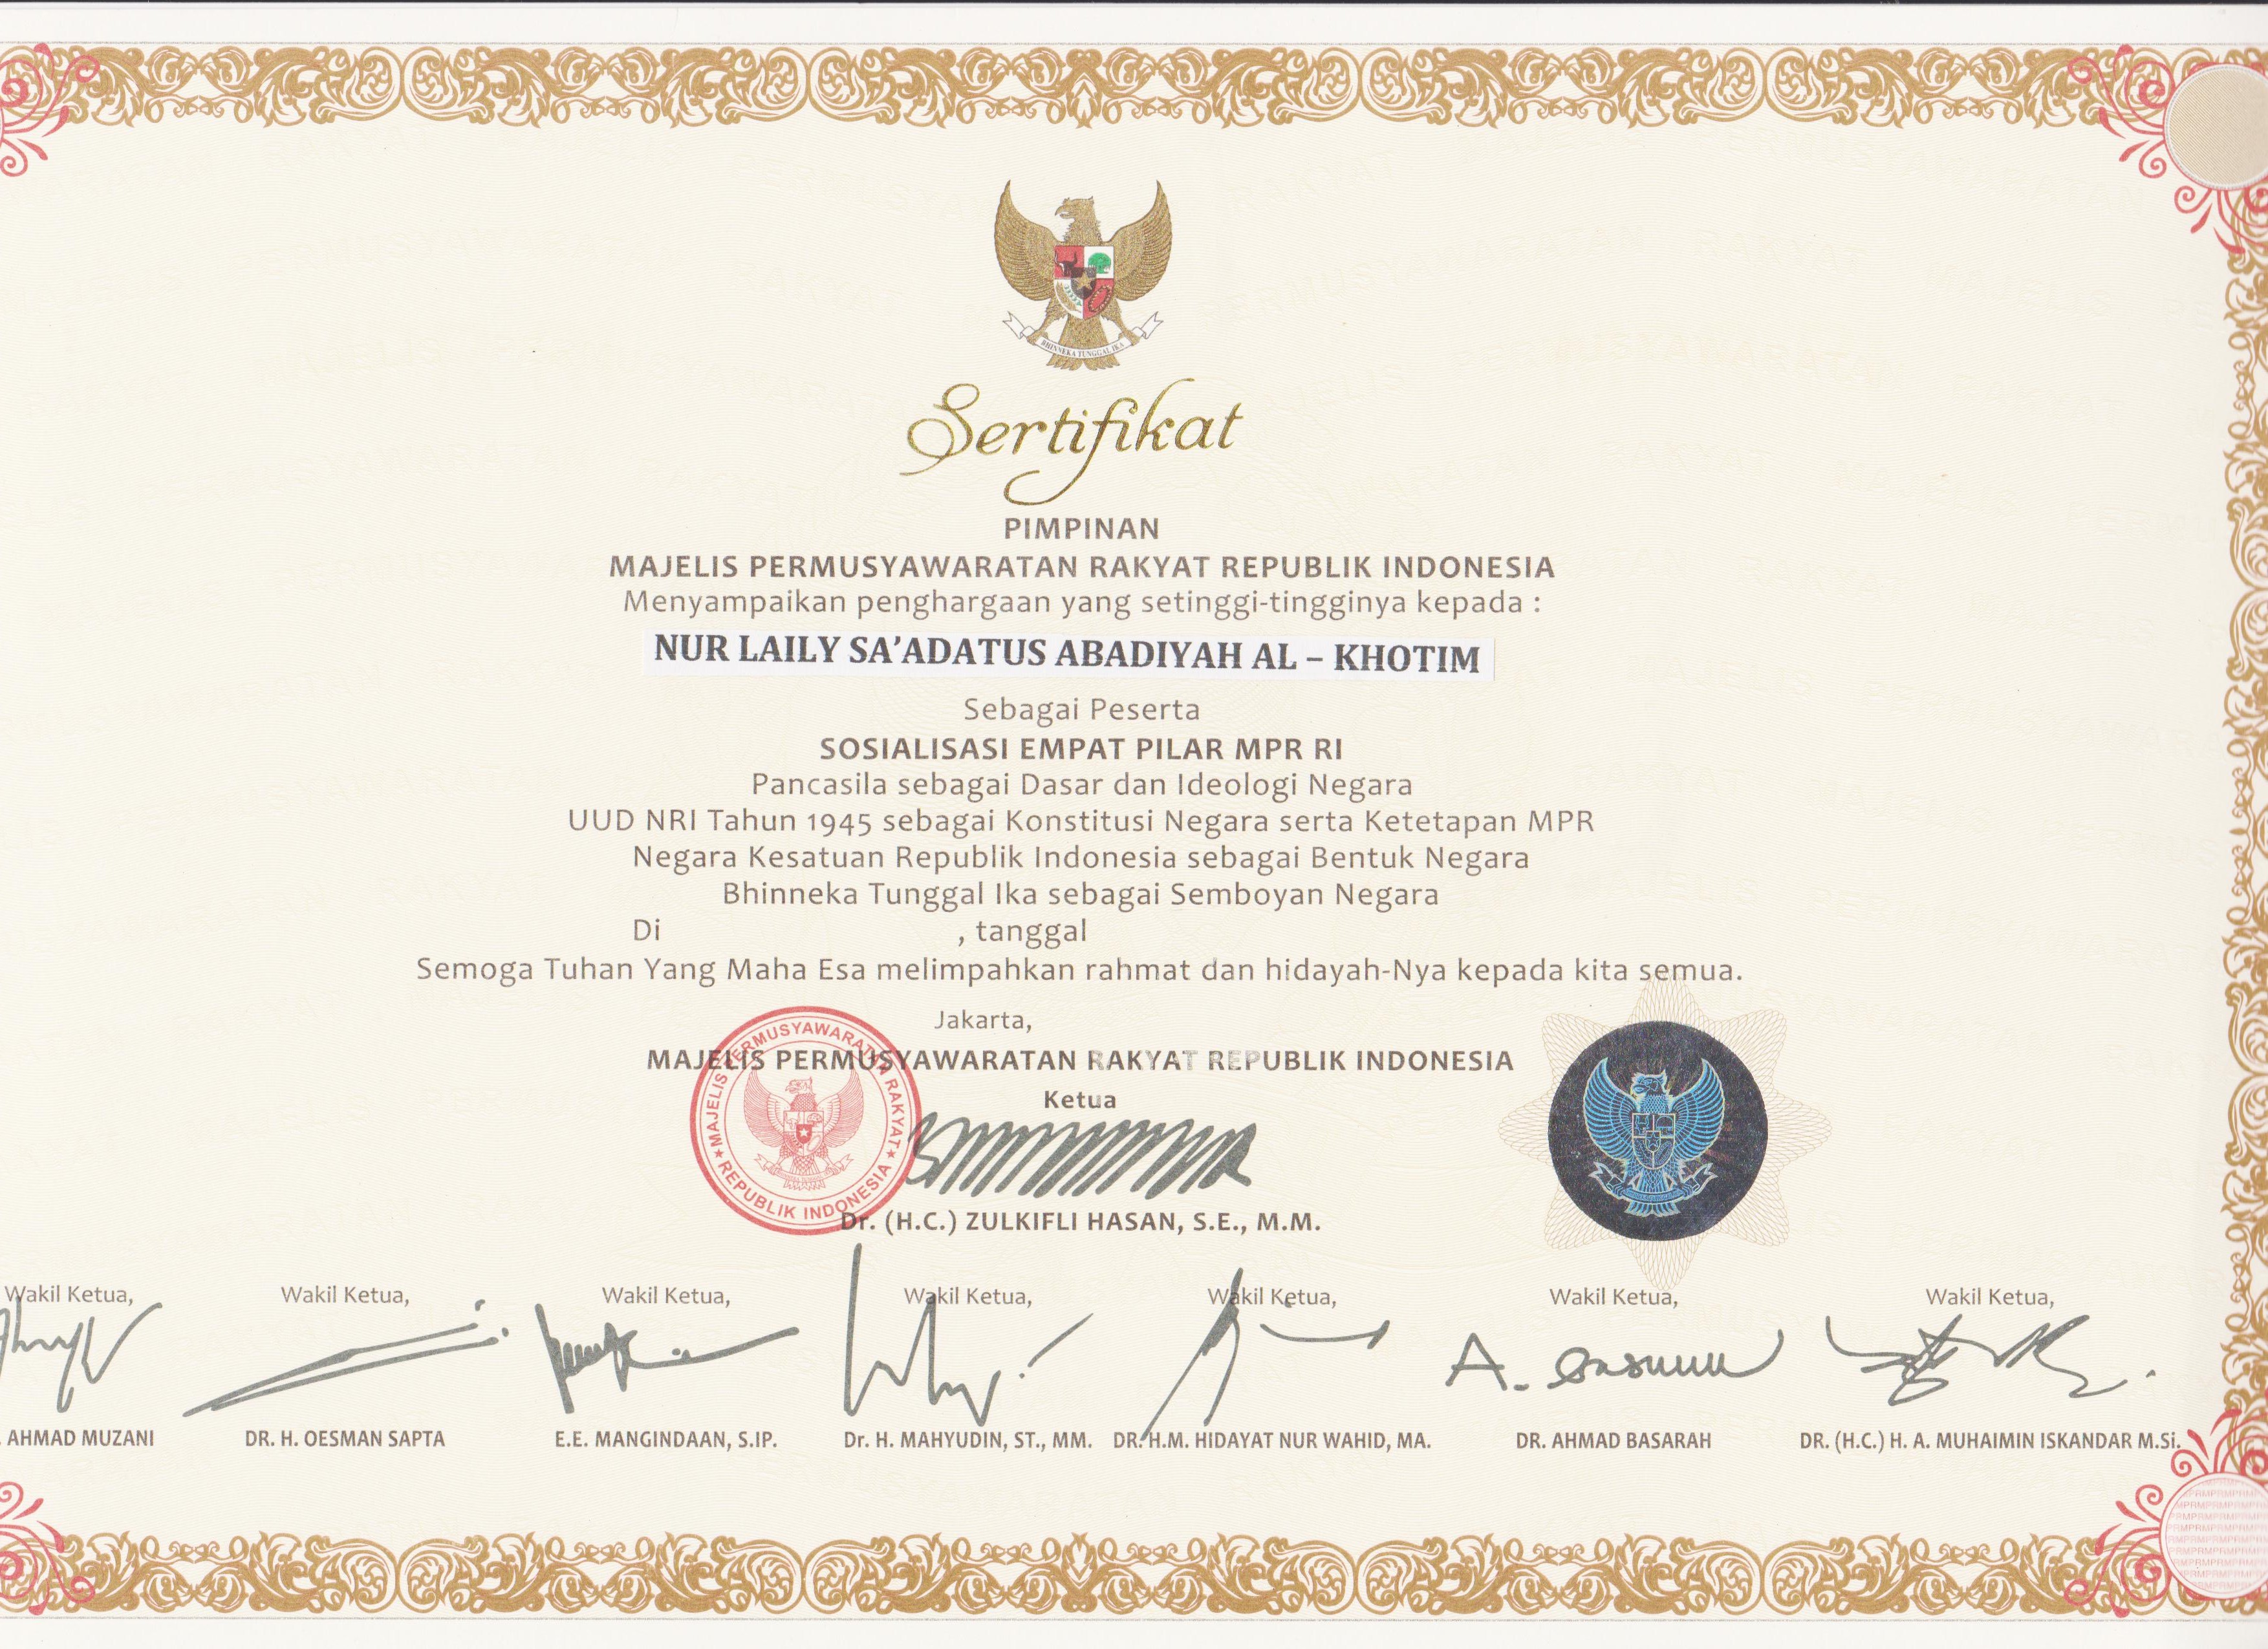 BHINNEKA TUNGGAL IKA
Sertifikat
PIMPINAN
MAJELIS PERMUSYAWARATAN RAKYAT REPUBLIK INDONESIA
Menyampaikan penghargaan yang setinggi-tingginya kepada :
NUR LAILY SA’ADATUS ABADIYAH AL – KHOTIM
Sebagai Peserta
SOSIALISASI EMPAT PILAR MPR RI
Pancasila sebagai Dasar dan Ideologi Negara
UUD NRI Tahun 1945 sebagai Konstitusi Negara serta Ketetapan MPR
Negara Kesatuan Republik Indonesia sebagai Bentuk Negara
Bhinneka Tunggal Ika sebagai Semboyan Negara
Di , tanggal
Semoga Tuhan Yang Maha Esa melimpahkan rahmat dan hidayah-Nya kepada kita semua.
Jakarta,
MAJELIS PERMUSYAWARATAN RAKYAT REPUBLIK INDONESIA
Ketua
MAJELIS PERMUSYAWARATAN RAKYAT
★ REPUBLIK INDONESIA ★
Dr. (H.C.) ZULKIFLI HASAN, S.E., M.M.
Wakil Ketua, Wakil Ketua, Wakil Ketua, Wakil Ketua, Wakil Ketua, Wakil Ketua, Wakil Ketua,
AHMAD MUZANI DR. H. OESMAN SAPTA E.E. MANGINDAAN, S.IP. Dr. H. MAHYUDIN, ST., MM. DR. H.M. HIDAYAT NUR WAHID, MA. DR. AHMAD BASARAH DR. (H.C.) H. A. MUHAIMIN ISKANDAR M.Si.